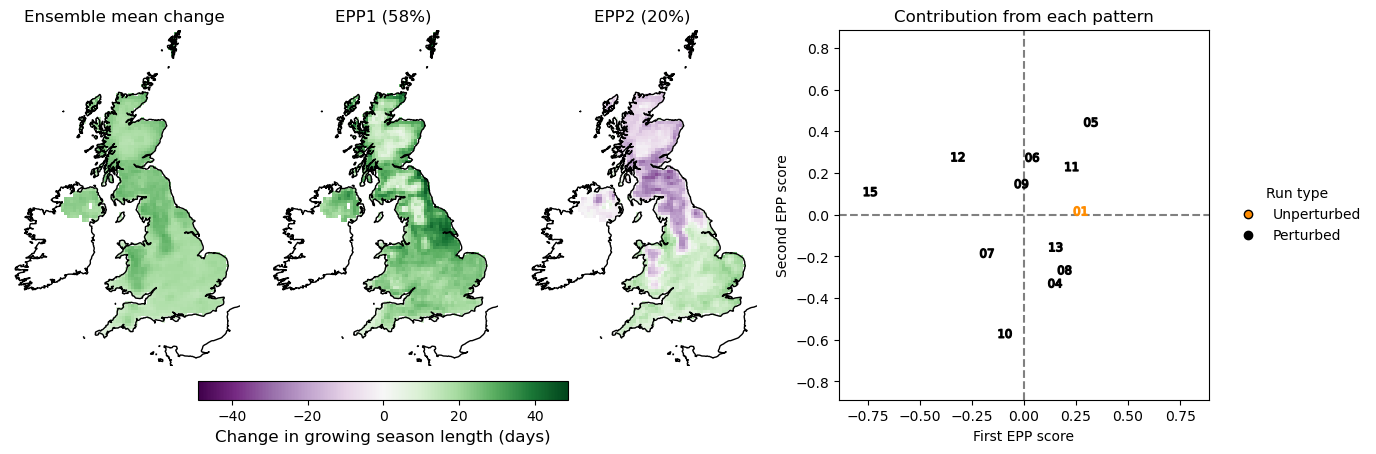 Ensemble mean change
EPP1 (58%)
EPP2 (20%)
Contribution from each pattern
−40 −20 0 20 40
Change in growing season length (days)
Second EPP score
0.8
0.6
0.4
0.2
0.0
−0.2
−0.4
−0.6
−0.8
05
12
06
11
15
09
01
07
13
08
04
10
−0.75 −0.50 −0.25 0.00 0.25 0.50 0.75
First EPP score
Run type
Unperturbed
Perturbed